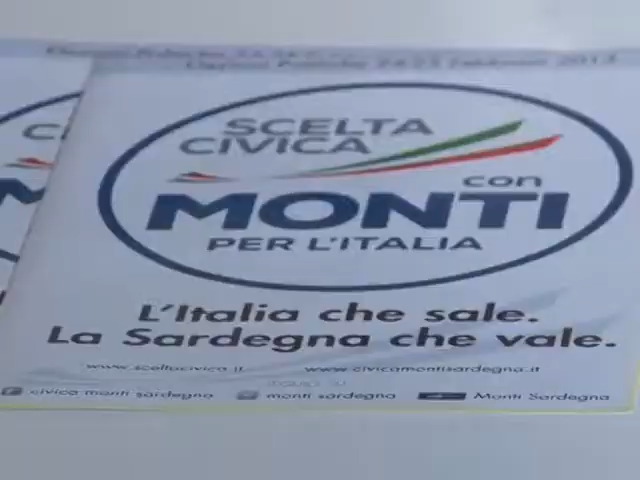 SCELTA
CIVICA
con
MONTI
PER L'ITALIA
L'Italia che sale.
La Sardegna che vale.
www.sceltacivica.it www.civicamontisardegna.it
civica monti sardegna monti sardegna Monti Sardegna